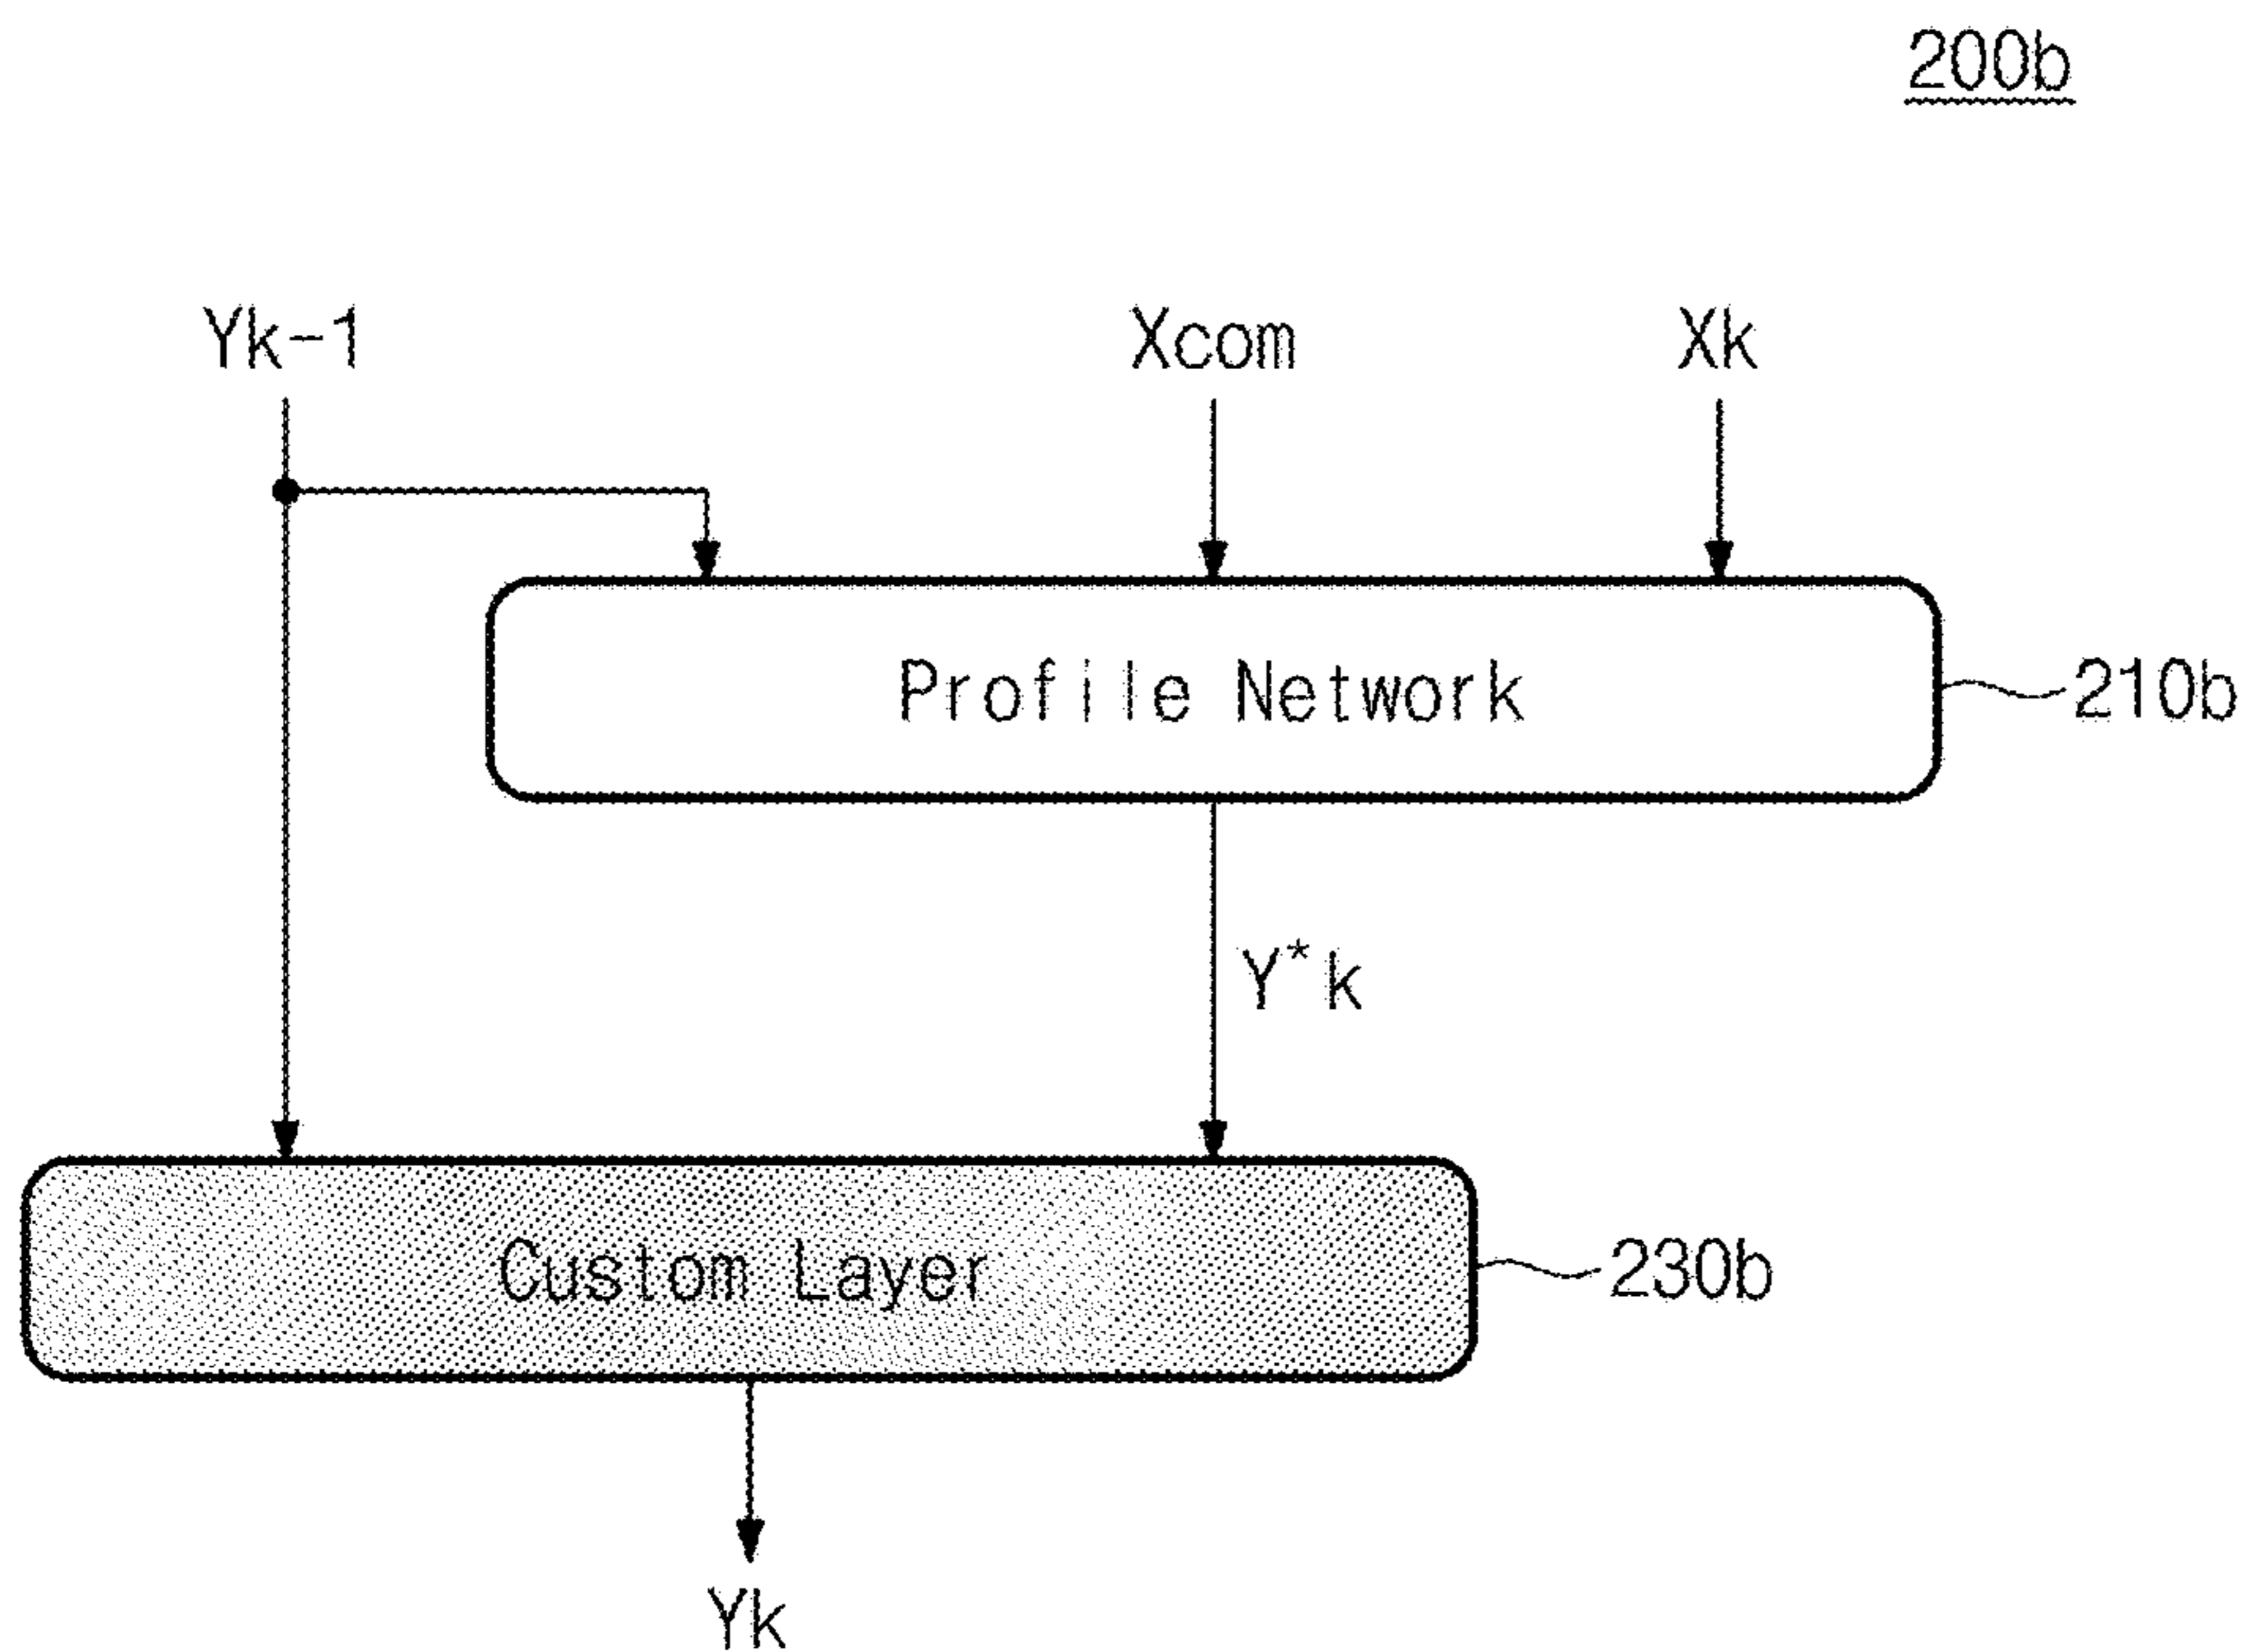 200b
Yk-1 Xcom Xk
Profile Network 210b
Y*k
Custom Layer 230b
Yk